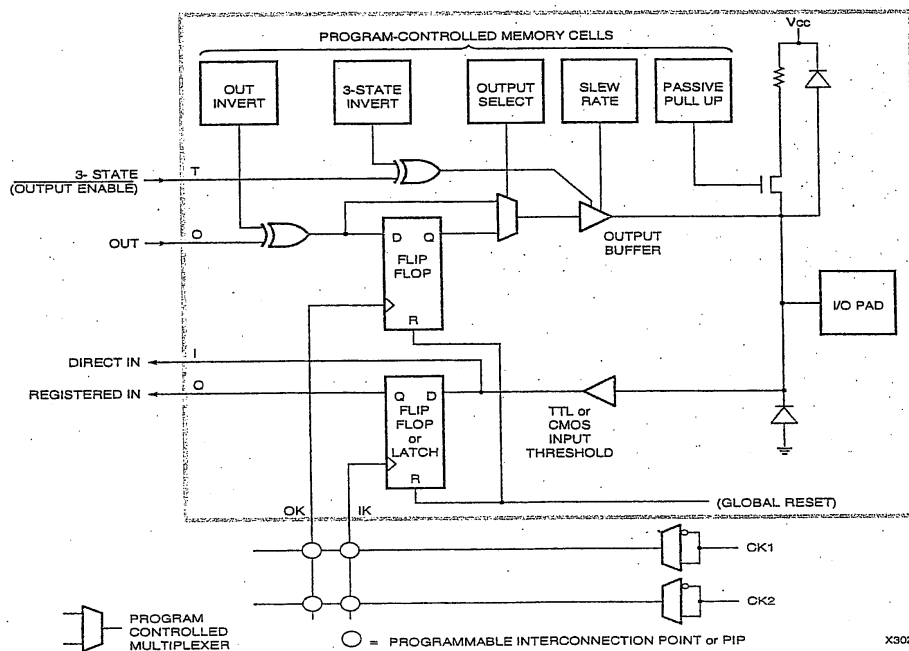 PROGRAM-CONTROLLED MEMORY CELLS
Vcc
OUT
INVERT
3-STATE
INVERT
OUTPUT
SELECT
SLEW
RATE
PASSIVE
PULL UP
3- STATE
(OUTPUT ENABLE)
T
OUT
O
D Q
FLIP
FLOP
R
OUTPUT
BUFFER
I/O PAD
DIRECT IN
I
REGISTERED IN
Q
Q D
FLIP
FLOP
or
LATCH
R
TTL or
CMOS
INPUT
THRESHOLD
OK
IK
(GLOBAL RESET)
CK1
CK2
PROGRAM
CONTROLLED
MULTIPLEXER
= PROGRAMMABLE INTERCONNECTION POINT or PIP
X302